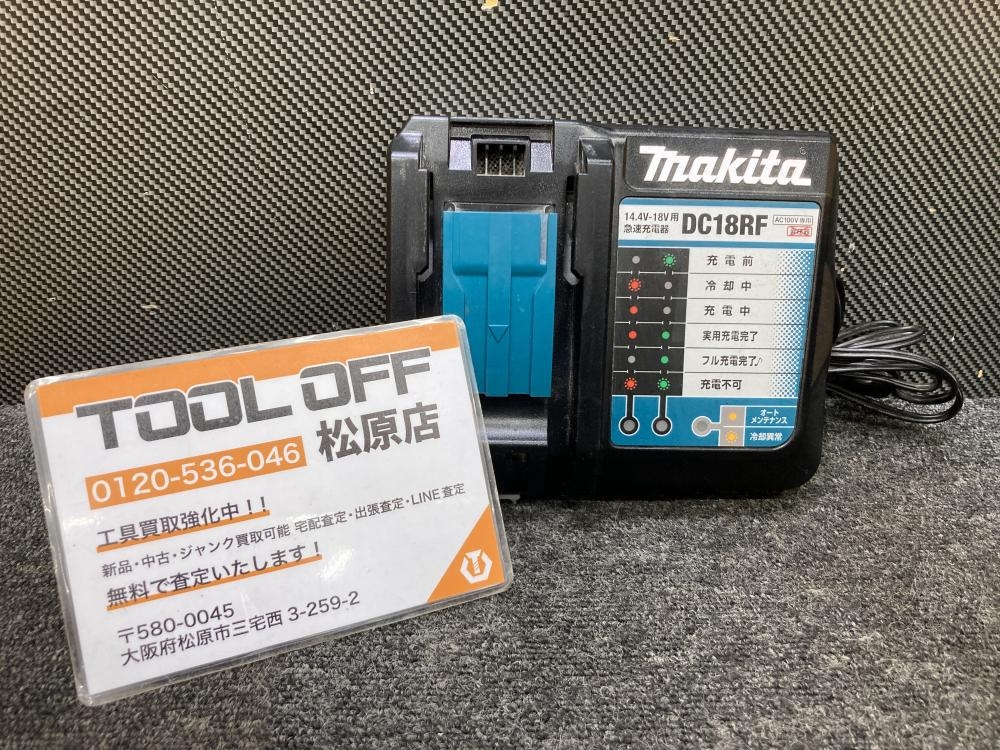 makita
14.4V-18V用
急速充電器
DC18RF
AC100V専用
充電前
冷却中
充電中
実用充電完了
フル充電完了♪
充電不可
オート
メンテナンス
冷却異常
TOOL OFF
松原店
0120-536-046
工具買取強化中！！
新品・中古・ジャンク買取可能 宅配査定・出張査定・LINE査定
無料で査定いたします！
〒580-0045
大阪府松原市三宅西 3-259-2